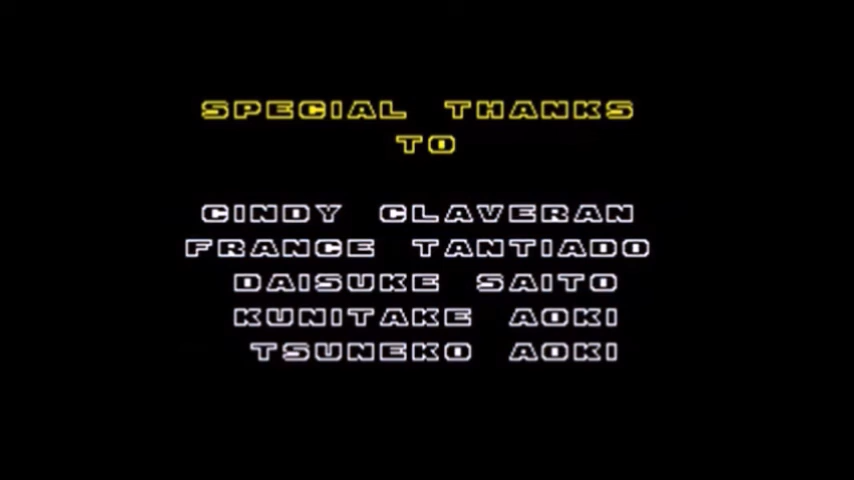 SPECIAL THANKS
TO
CINDY CLAVERAN
FRANCE TANTIADO
DAISUKE SAITO
KUNITAKE AOKI
TSUNEKO AOKI